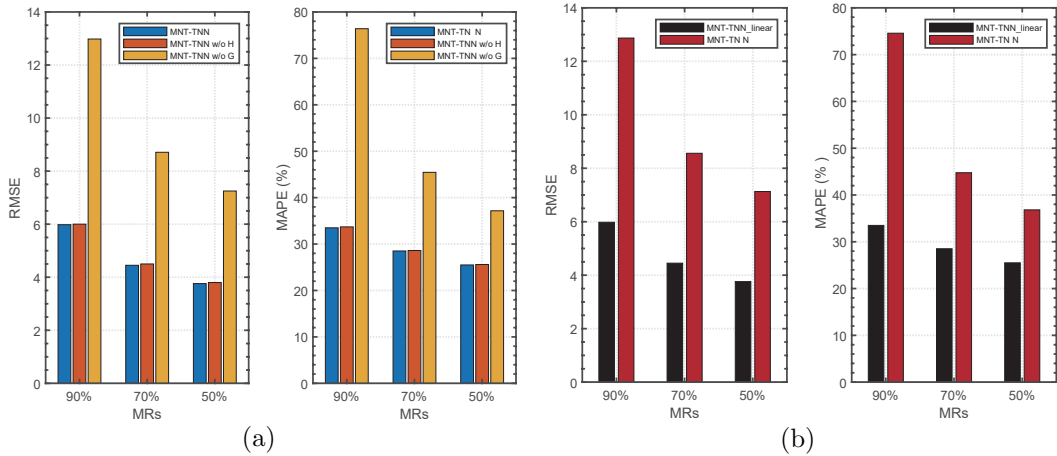 RMSE
14
12
10
8
6
4
2
0
90%
70%
50%
MRs
MNT-TNN
MNT-TNN w/o H
MNT-TNN w/o G
MAPE (%)
80
70
60
50
40
30
20
10
0
90%
70%
50%
MRs
MNT-TN N
MNT-TNN w/o H
MNT-TNN w/o G
(a)
RMSE
14
12
10
8
6
4
2
0
90%
70%
50%
MRs
MNT-TNN_linear
MNT-TN N
MAPE (% )
80
70
60
50
40
30
20
10
0
90%
70%
50%
MRs
MNT-TNN_linear
MNT-TN N
(b)